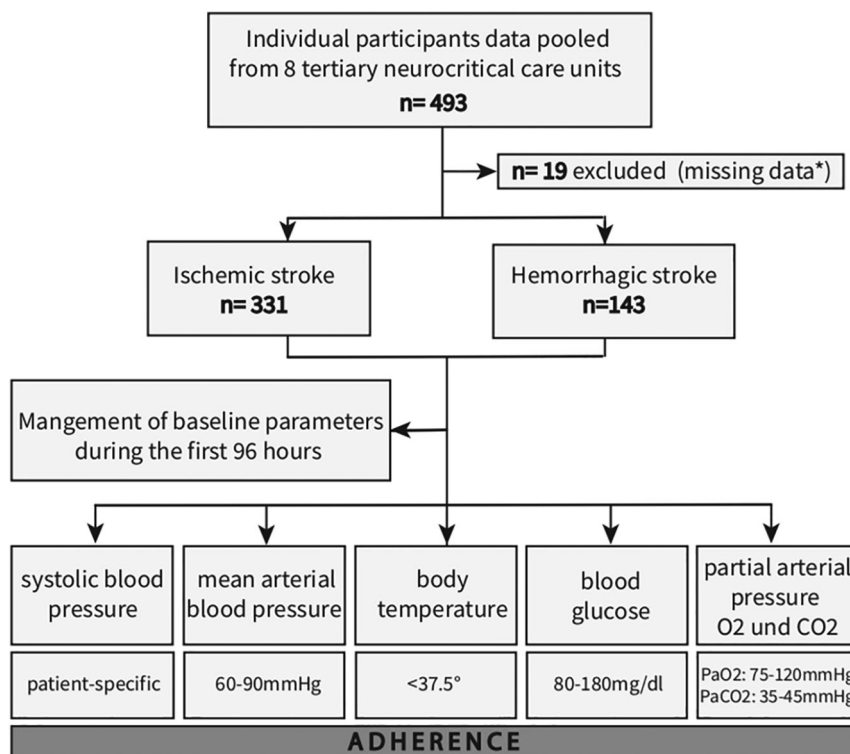 Individual participants data pooled
from 8 tertiary neurocritical care units
n= 493
n= 19 excluded (missing data*)
Ischemic stroke
n= 331
Hemorrhagic stroke
n=143
Mangement of baseline parameters
during the first 96 hours
systolic blood
pressure
mean arterial
blood pressure
body
temperature
blood
glucose
partial arterial
pressure
O2 und CO2
patient-specific
60-90mmHg
<37.5°
80-180mg/dl
PaO2: 75-120mmHg
PaCO2: 35-45mmHg
ADHERENCE